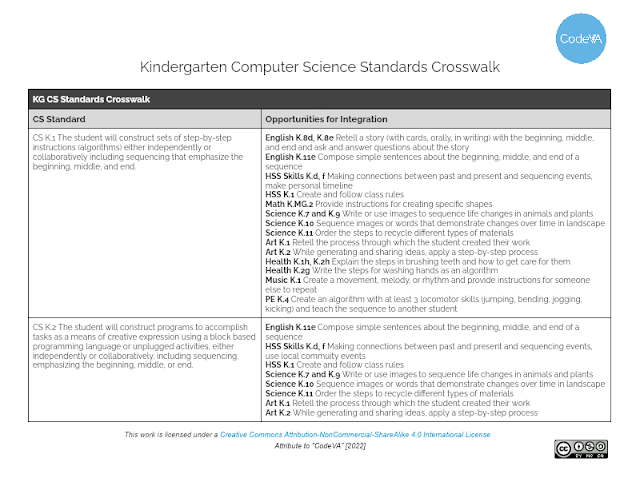 CodeVA
Kindergarten Computer Science Standards Crosswalk
KG CS Standards Crosswalk
CS Standard
Opportunities for Integration
CS K.1 The student will construct sets of step-by-step
instructions (algorithms) either independently or
collaboratively including sequencing that emphasize the
beginning, middle, and end.
English K.8d, K.8e Retell a story (with cards, orally, in writing) with the beginning, middle,
and end and ask and answer questions about the story
English K.11e Compose simple sentences about the beginning, middle, and end of a
sequence
HSS Skills K.d, f Making connections between past and present and sequencing events,
make personal timeline
HSS K.1 Create and follow class rules
Math K.MG.2 Provide instructions for creating specific shapes
Science K.7 and K.9 Write or use images to sequence life changes in animals and plants
Science K.10 Sequence images or words that demonstrate changes over time in landscape
Science K.11 Order the steps to recycle different types of materials
Art K.1 Retell the process through which the student created their work
Art K.2 While generating and sharing ideas, apply a step-by-step process
Health K.1h, K.2h Explain the steps in brushing teeth and how to get care for them
Health K.2g Write the steps for washing hands as an algorithm
Music K.1 Create a movement, melody, or rhythm and provide instructions for someone
else to repeat
PE K.4 Create an algorithm with at least 3 locomotor skills (jumping, bending, jogging,
kicking) and teach the sequence to another student
CS K.2 The student will construct programs to accomplish
tasks as a means of creative expression using a block based
programming language or unplugged activities, either
independently or collaboratively, including sequencing,
emphasizing the beginning, middle, or end.
English K.11e Compose simple sentences about the beginning, middle, and end of a
sequence
HSS Skills K.d, f Making connections between past and present and sequencing events,
use local commuity events
HSS K.1 Create and follow class rules
Science K.7 and K.9 Write or use images to sequence life changes in animals and plants
Science K.10 Sequence images or words that demonstrate changes over time in landscape
Science K.11 Order the steps to recycle different types of materials
Art K.1 Retell the process through which the student created their work
Art K.2 While generating and sharing ideas, apply a step-by-step process
This work is licensed under a Creative Commons Attribution-NonCommercial-ShareAlike 4.0 International License
Attribute to "CodeVA" [2022]
CC
BY NC SA